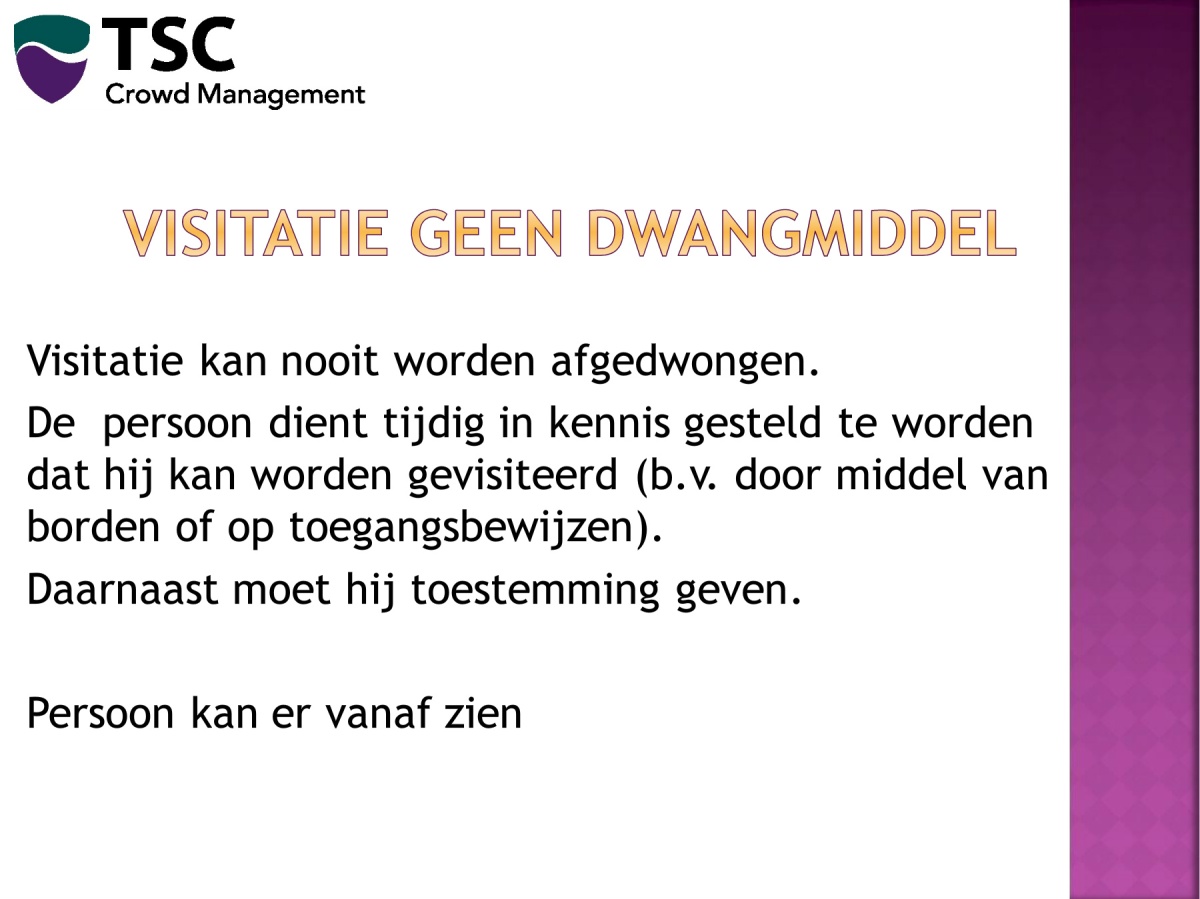 TSC
Crowd Management
VISITATIE GEEN DWANGMIDDEL
Visitatie kan nooit worden afgedwongen.
De persoon dient tijdig in kennis gesteld te worden
dat hij kan worden gevisiteerd (b.v. door middel van
borden of op toegangsbewijzen).
Daarnaast moet hij toestemming geven.
Persoon kan er vanaf zien